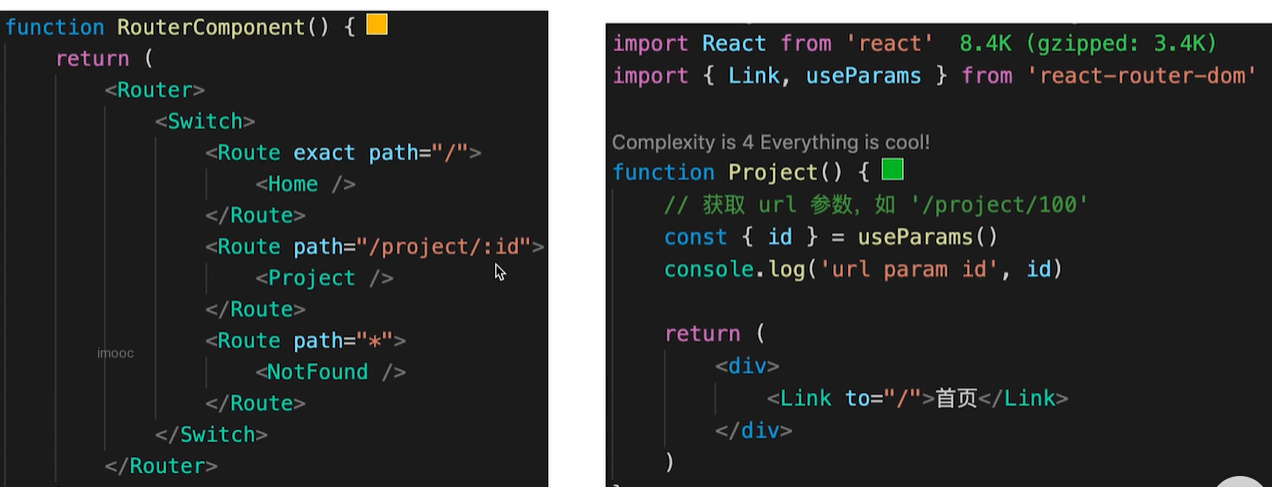 function RouterComponent() {
return (
<Router>
<Switch>
<Route exact path="/">
<Home />
</Route>
<Route path="/project/:id">
<Project />
</Route>
<Route path="*">
<NotFound />
</Route>
</Switch>
</Router>
imooc
import React from 'react' 8.4K (gzipped: 3.4K)
import { Link, useParams } from 'react-router-dom'
Complexity is 4 Everything is cool!
function Project() {
// 获取 url 参数，如 '/project/100'
const { id } = useParams()
console.log('url param id', id)
return (
<div>
<Link to="/">首页</Link>
</div>
)